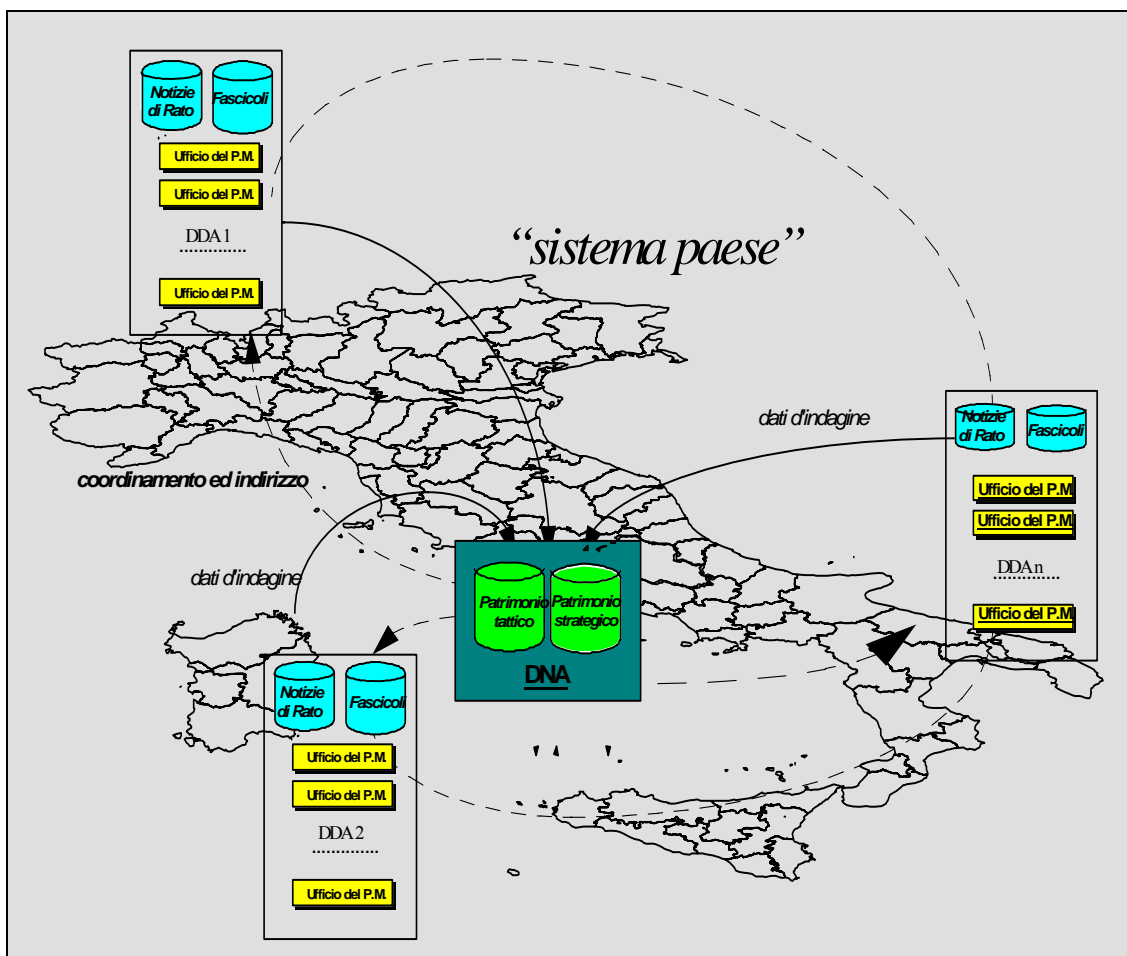 Notizie
di Rato
Fascicoli
Ufficio del P.M.
Ufficio del P.M.
DDA 1
Ufficio del P.M.
“sistema paese”
dati d'indagine
Notizie
di Rato
Fascicoli
Ufficio del P.M.
Ufficio del P.M.
DDA n
Ufficio del P.M.
coordinamento ed indirizzo
dati d'indagine
Patrimonio
tattico
Patrimonio
strategico
DNA
Notizie
di Rato
Fascicoli
Ufficio del P.M.
Ufficio del P.M.
DDA 2
Ufficio del P.M.